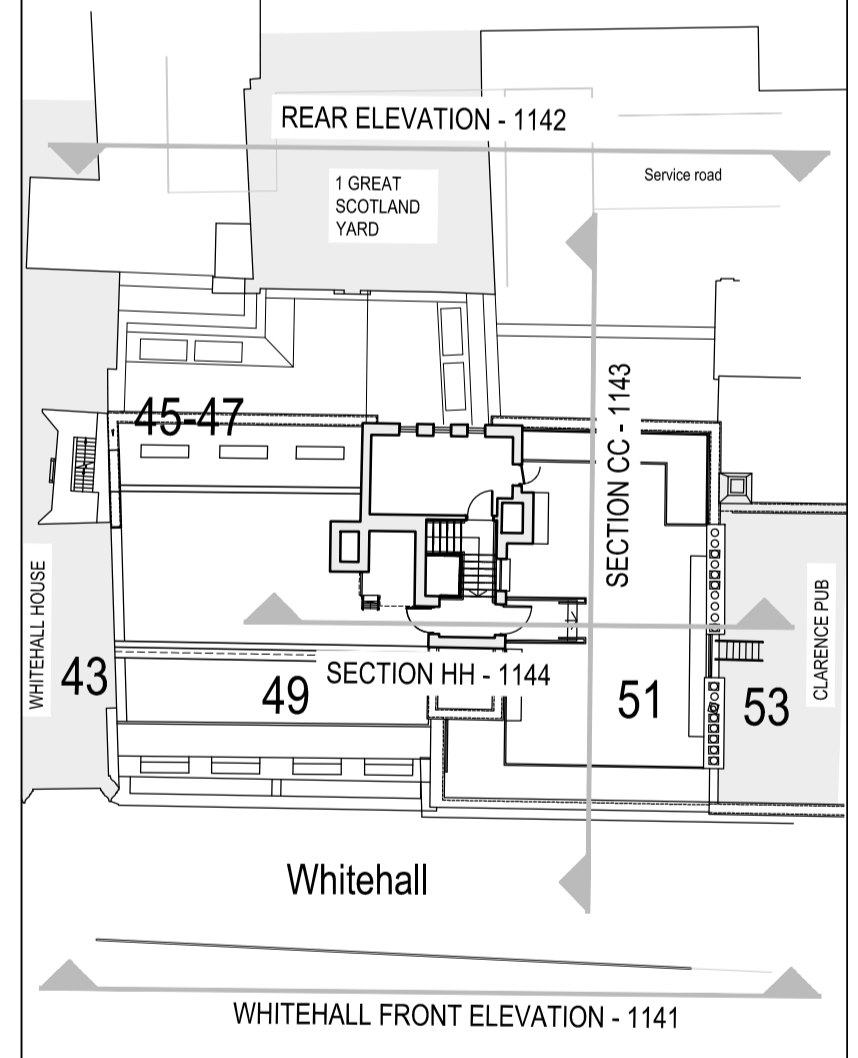 REAR ELEVATION - 1142
1 GREAT
SCOTLAND
YARD
Service road
SECTION CC - 1143
45-47
WHITEHALL HOUSE
43
49
SECTION HH - 1144
51
53
CLARENCE PUB
Whitehall
WHITEHALL FRONT ELEVATION - 1141